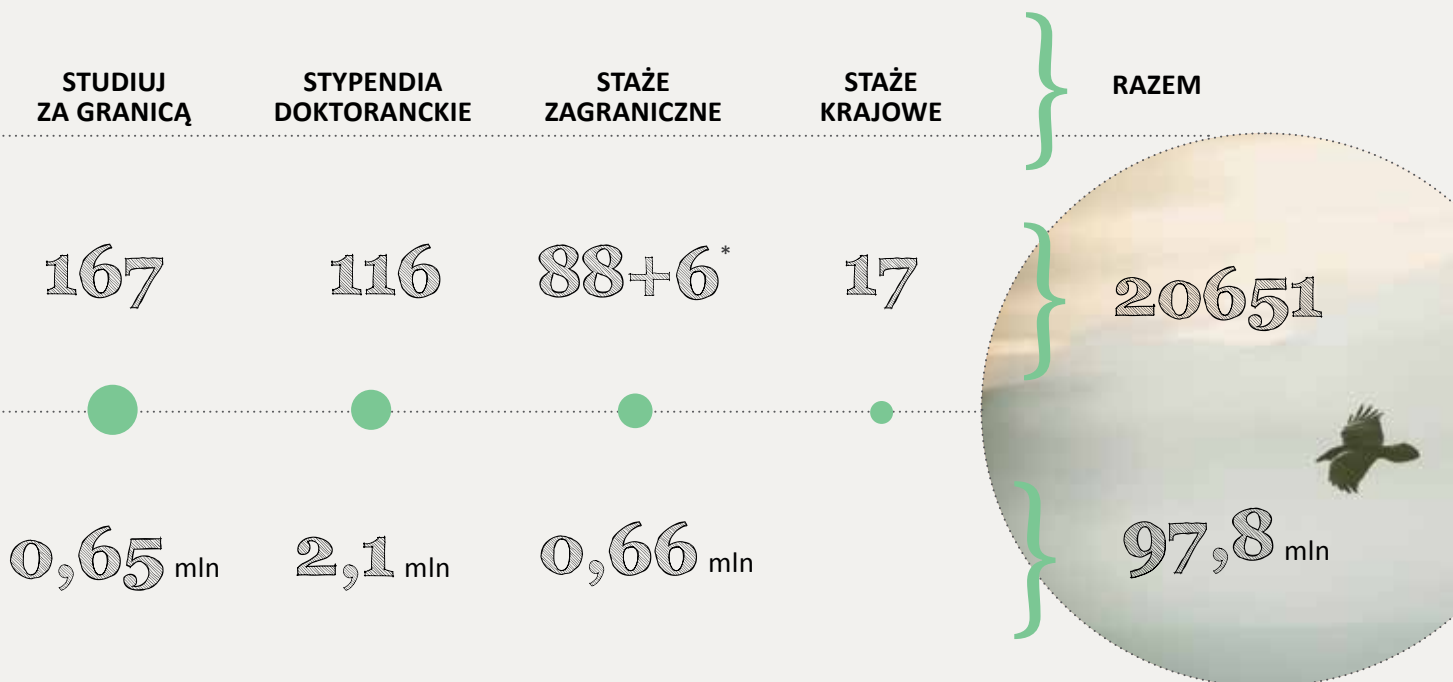 STUDIUJ
ZA GRANICĄ
STYPENDIA
DOKTORANCKIE
STAŻE
ZAGRANICZNE
STAŻE
KRAJOWE
RAZEM
167
116
88+6*
17
20651
0,65 mln
2,1 mln
0,66 mln
97,8 mln